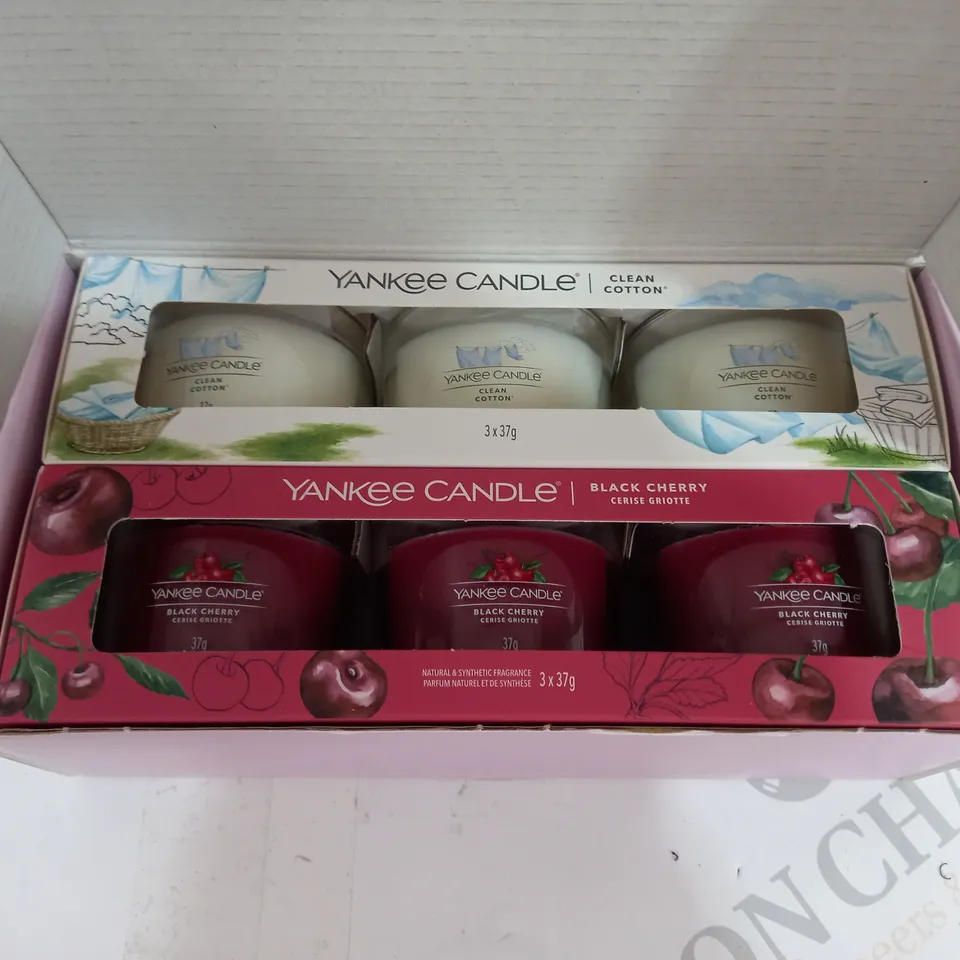 YANKEE CANDLE® | CLEAN
COTTON®
YANKEE CANDLE®
CLEAN
COTTON®
YANKEE CANDLE®
CLEAN
COTTON®
YANKEE CANDLE®
CLEAN
COTTON®
3 x 37g
YANKEE CANDLE® | BLACK CHERRY
CERISE GRIOTTE
YANKEE CANDLE®
BLACK CHERRY
CERISE GRIOTTE
37g
YANKEE CANDLE®
BLACK CHERRY
CERISE GRIOTTE
37g
YANKEE CANDLE®
BLACK CHERRY
CERISE GRIOTTE
37g
NATURAL & SYNTHETIC FRAGRANCE
PARFUM NATUREL ET DE SYNTHÈSE 3 x 37g